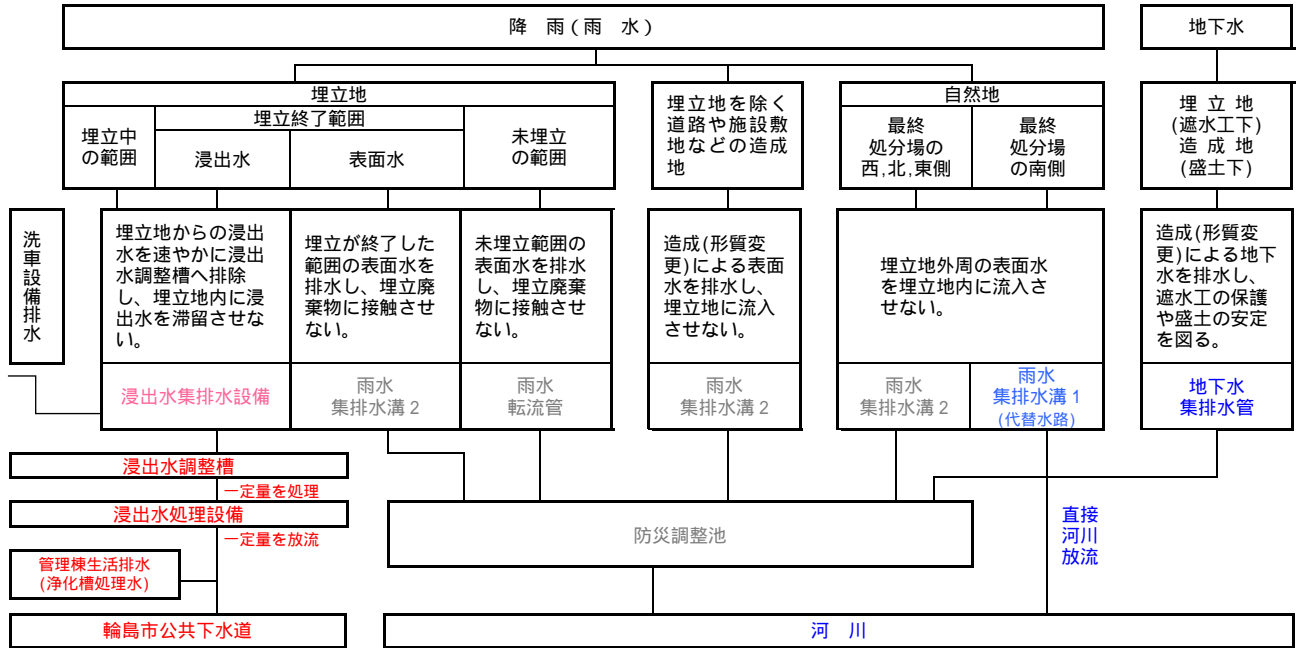 降　雨(雨　水)
地下水
埋立地
埋立終了範囲
埋立中
の範囲
浸出水
表面水
未埋立
の範囲
埋立地を除く
道路や施設敷
地などの造成
地
自然地
最終
処分場の
西,北,東側
最終
処分場
の南側
埋 立 地
(遮水工下)
造 成 地
(盛土下)
洗車設備排水
埋立地からの浸出
水を速やかに浸出
水調整槽へ排除
し、埋立地内に浸
出水を滞留させな
い。
埋立が終了した
範囲の表面水を
排水し、埋立廃
棄物に接触させ
ない。
未埋立範囲の
表面水を排水
し、埋立廃棄
物に接触させ
ない。
造成(形質変
更)による表面
水を排水し、
埋立地に流入
させない。
埋立地外周の表面水
を埋立地内に流入さ
せない。
造成(形質変
更)による地下
水を排水し、
遮水工の保護
や盛土の安定
を図る。
浸出水集排水設備
雨水
集排水溝２
雨水
転流管
雨水
集排水溝２
雨水
集排水溝２
雨水
集排水溝１
(代替水路)
地下水
集排水管
浸出水調整槽
一定量を処理
浸出水処理設備
一定量を放流
管理棟生活排水
(浄化槽処理水)
輪島市公共下水道
防災調整池
直接
河川
放流
河　川